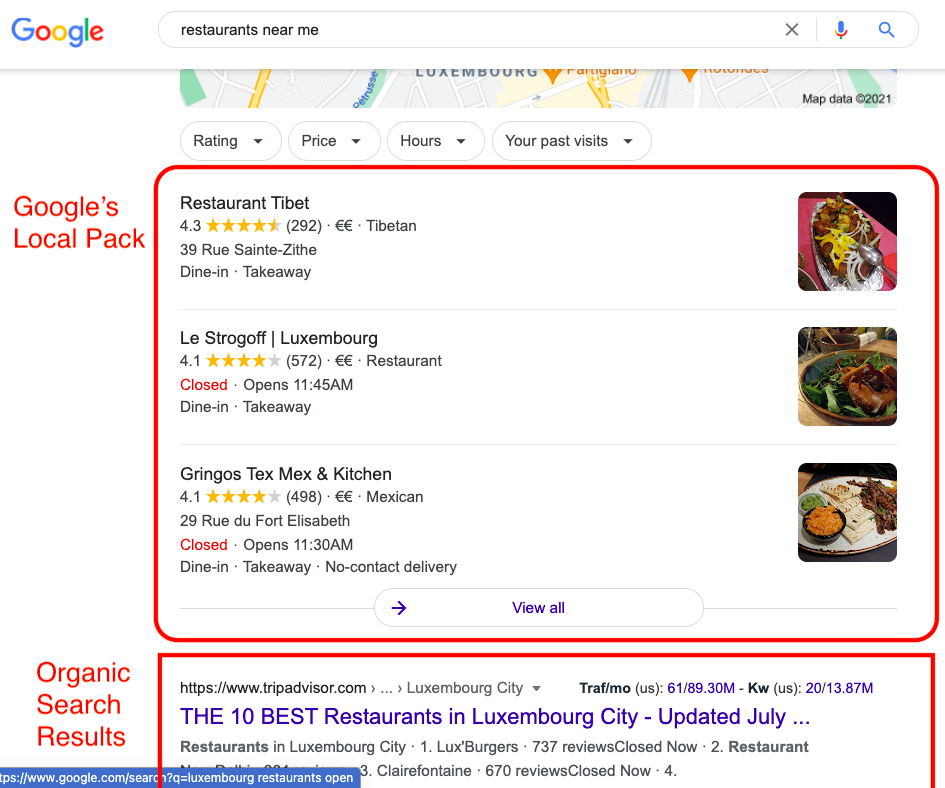 Google
restaurants near me
LUXEMBOURG
Partigiano
Rotondes
Pétrusse
Map data ©2021
Rating
Price
Hours
Your past visits
Google's
Local Pack
Restaurant Tibet
4.3 (292) · €€ · Tibetan
39 Rue Sainte-Zithe
Dine-in · Takeaway
Le Strogoff | Luxembourg
4.1 (572) · €€ · Restaurant
Closed · Opens 11:45AM
Dine-in · Takeaway
Gringos Tex Mex & Kitchen
4.1 (498) · €€ · Mexican
29 Rue du Fort Elisabeth
Closed · Opens 11:30AM
Dine-in · Takeaway · No-contact delivery
View all
Organic
Search
Results
https://www.tripadvisor.com › ... › Luxembourg City
Traf/mo (us): 61/89.30M - Kw (us): 20/13.87M
THE 10 BEST Restaurants in Luxembourg City - Updated July ...
Restaurants in Luxembourg City · 1. Lux'Burgers · 737 reviewsClosed Now · 2. Restaurant
3. Clairefontaine · 670 reviewsClosed Now · 4.
tps://www.google.com/search?q=luxembourg restaurants open